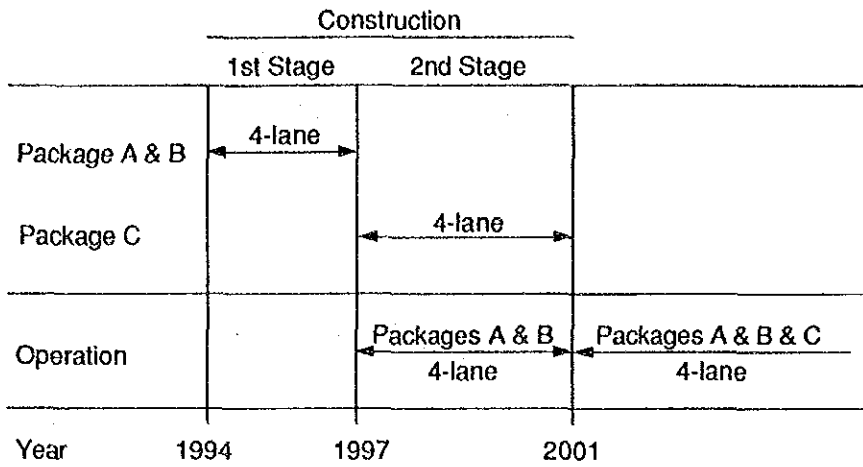 Construction
1st Stage 2nd Stage
Package A & B 4-lane
Package C 4-lane
Packages A & B Packages A & B & C
Operation
4-lane 4-lane
Year 1994 1997 2001